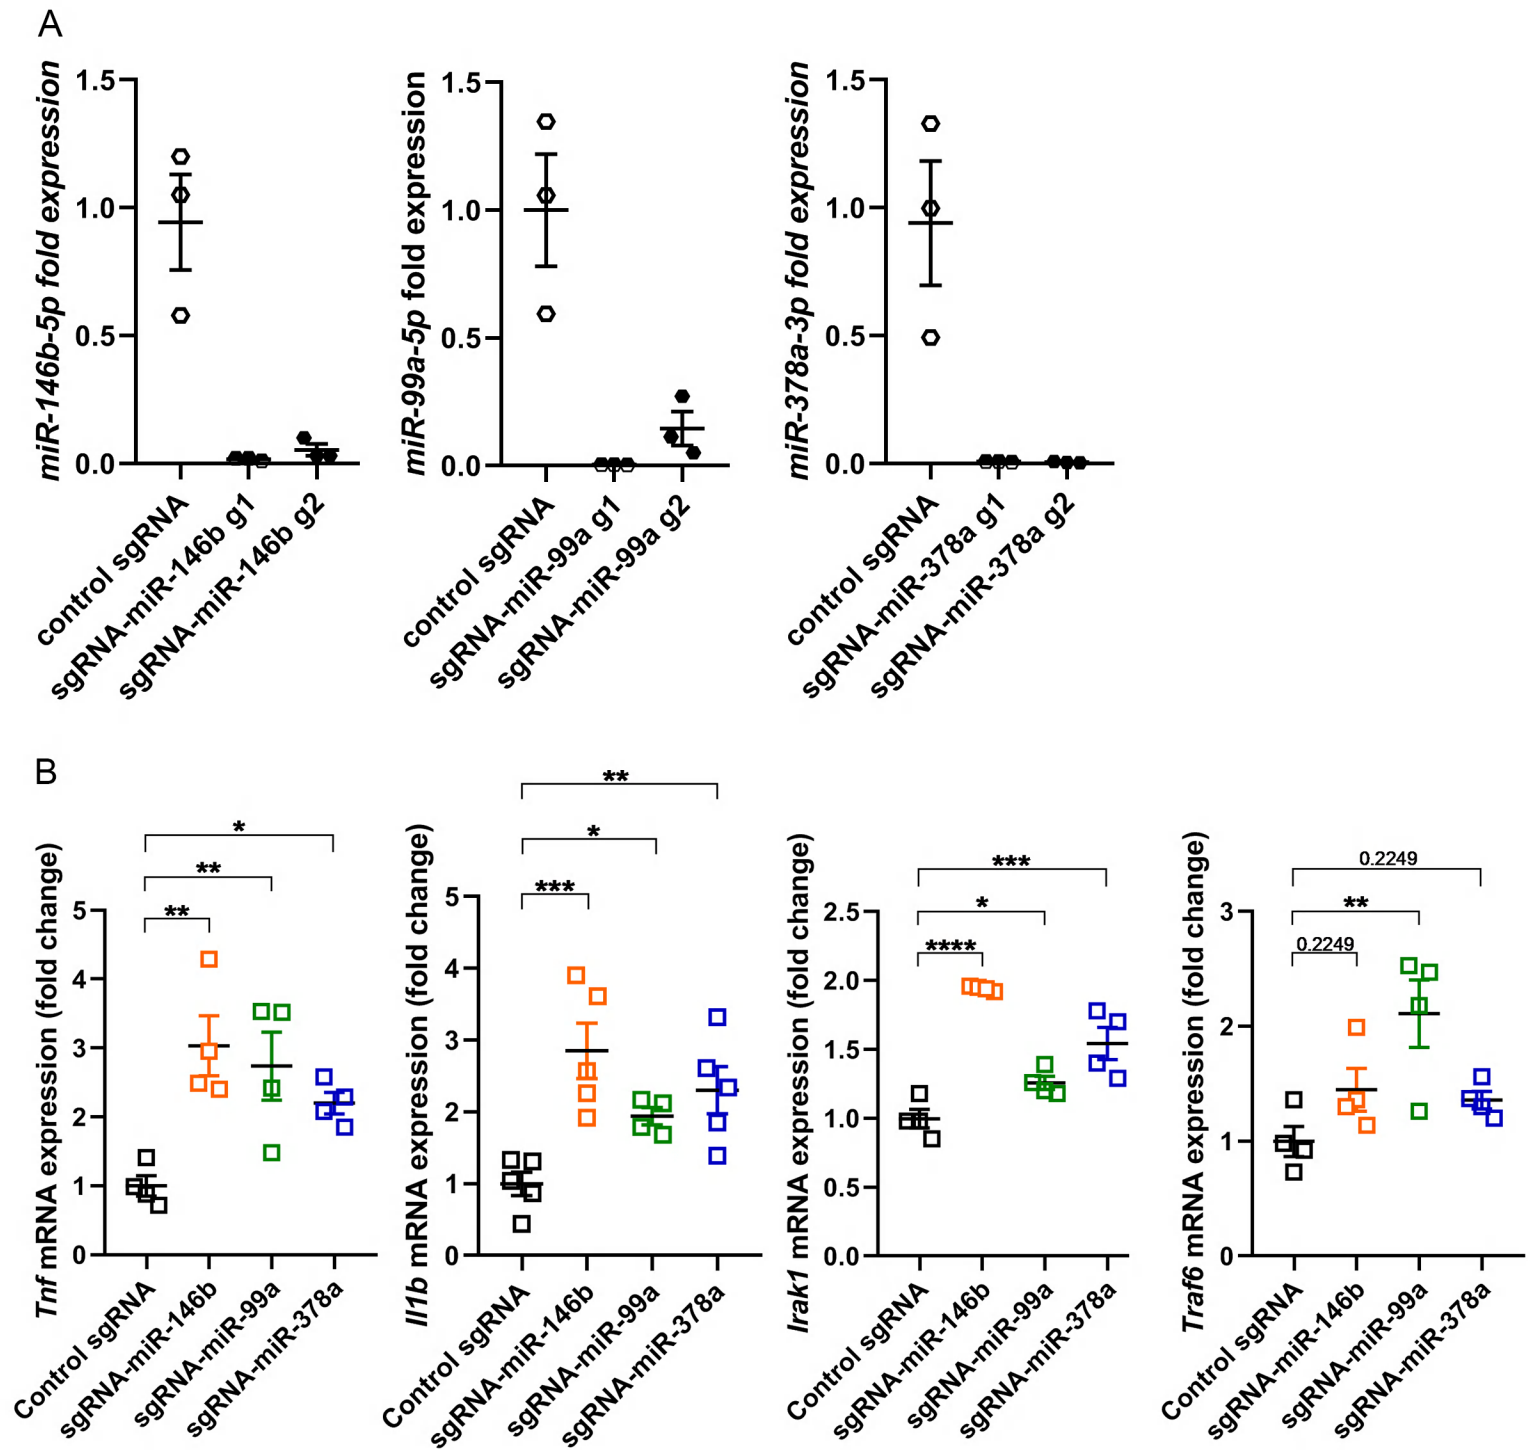 A
miR-146b-5p fold expression
1.5
1.0
0.5
0.0
control sgRNA
sgRNA-miR-146b g1
sgRNA-miR-146b g2
miR-99a-5p fold expression
1.5
1.0
0.5
0.0
control sgRNA
sgRNA-miR-99a g1
sgRNA-miR-99a g2
miR-378a-3p fold expression
1.5
1.0
0.5
0.0
control sgRNA
sgRNA-miR-378a g1
sgRNA-miR-378a g2
B
Tnf mRNA expression (fold change)
*
**
**
5
4
3
2
1
0
Control sgRNA
sgRNA-miR-146b
sgRNA-miR-99a
sgRNA-miR-378a
Il1b mRNA expression (fold change)
**
*
***
5
4
3
2
1
0
Control sgRNA
sgRNA-miR-146b
sgRNA-miR-99a
sgRNA-miR-378a
Irak1 mRNA expression (fold change)
***
*
****
2.5
2.0
1.5
1.0
0.5
0.0
Control sgRNA
sgRNA-miR-146b
sgRNA-miR-99a
sgRNA-miR-378a
Traf6 mRNA expression (fold change)
0.2249
**
0.2249
3
2
1
0
Control sgRNA
sgRNA-miR-146b
sgRNA-miR-99a
sgRNA-miR-378a